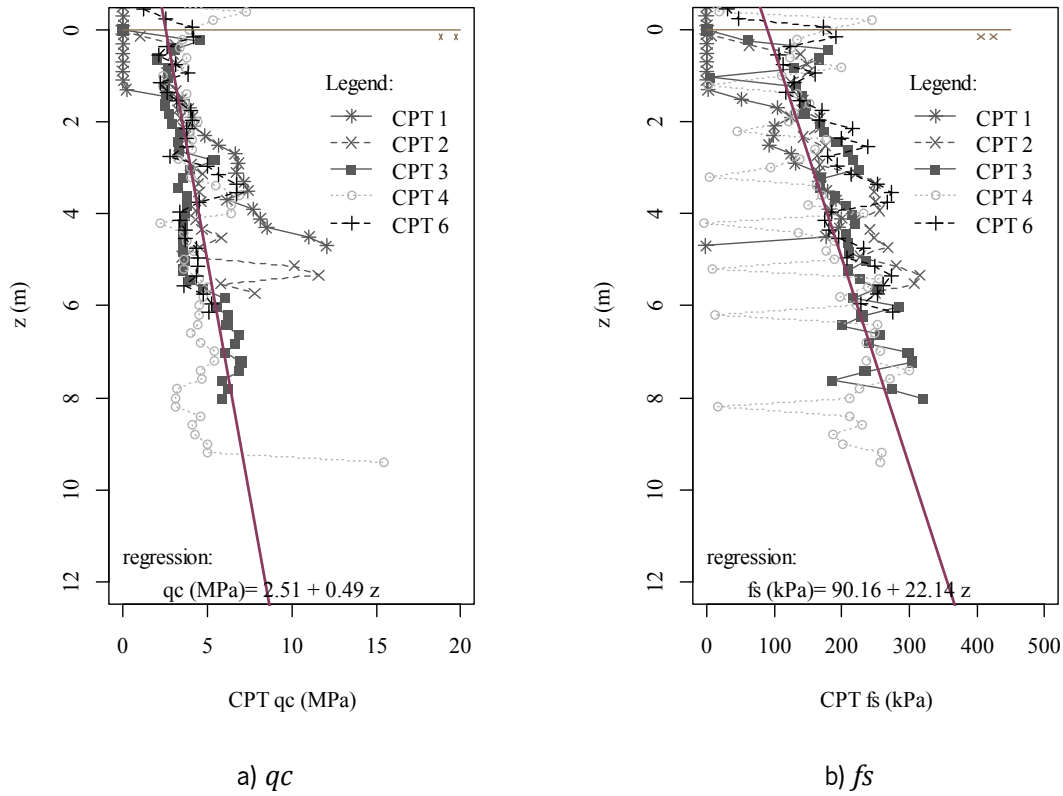 0
2
4
6
8
10
12
z (m)
Legend:
CPT 1
CPT 2
CPT 3
CPT 4
CPT 6
regression:
qc (MPa)= 2.51 + 0.49 z
0 5 10 15 20
CPT qc (MPa)
a) qc
0
2
4
6
8
10
12
z (m)
Legend:
CPT 1
CPT 2
CPT 3
CPT 4
CPT 6
regression:
fs (kPa)= 90.16 + 22.14 z
0 100 200 300 400 500
CPT fs (kPa)
b) fs